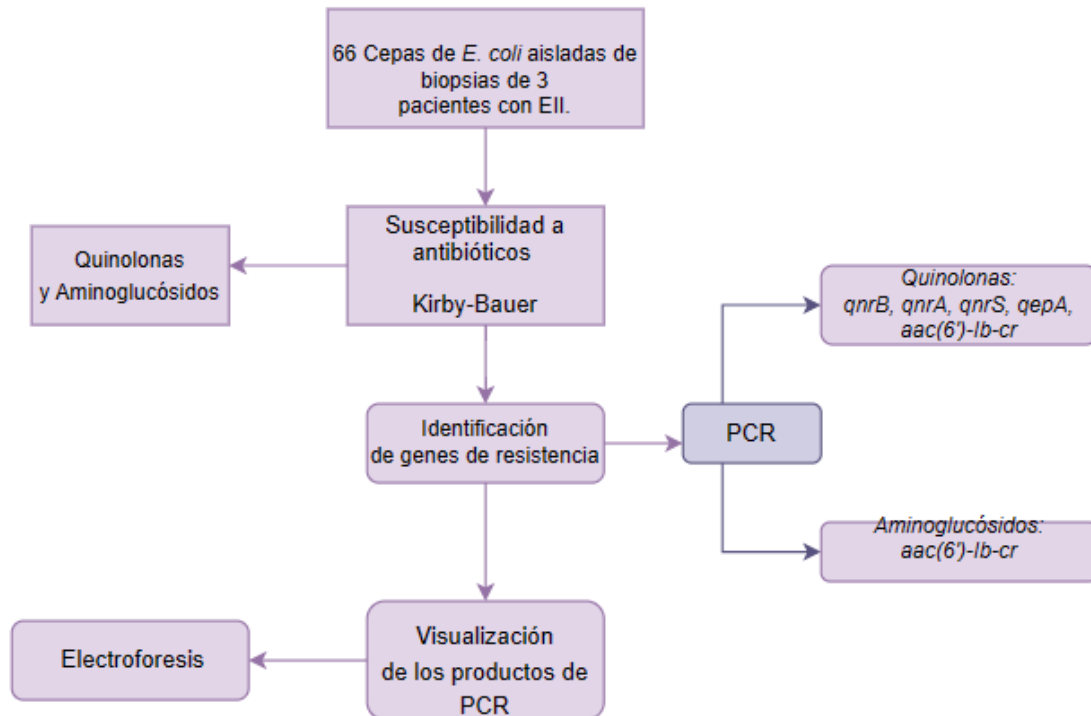 66 Cepas de E. coli aisladas de
biopsias de 3
pacientes con EII.
Susceptibilidad a
antibióticos
Kirby-Bauer
Quinolonas
y Aminoglucósidos
Quinolonas:
qnrB, qnrA, qnrS, qepA,
aac(6')-Ib-cr
Identificación
de genes de resistencia
PCR
Aminoglucósidos:
aac(6')-Ib-cr
Visualización
de los productos de
PCR
Electroforesis